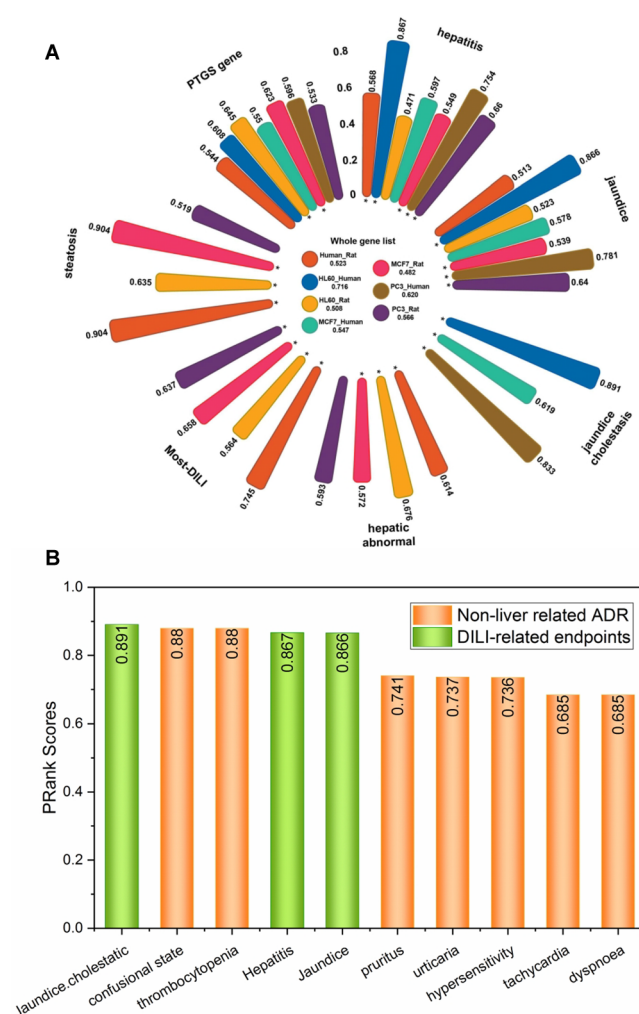 A
PTGS gene
0.544
0.608
0.645
0.55
0.623
0.596
0.533
0.8
0.6
0.4
0.2
0
hepatitis
0.568
0.867
0.471
0.597
0.549
0.754
0.66
jaundice
0.513
0.866
0.523
0.578
0.539
0.781
0.64
jaundice
cholestasis
0.891
0.619
0.833
hepatic
abnormal
0.614
0.676
0.572
0.593
Most-DILI
0.745
0.564
0.658
0.637
steatosis
0.904
0.635
0.904
0.519
Whole gene list
Human_Rat
0.523
HL60_Human
0.716
HL60_Rat
0.508
MCF7_Human
0.547
MCF7_Rat
0.482
PC3_Human
0.620
PC3_Rat
0.566
B
PRank Scores
1.0
0.8
0.6
0.4
0.2
0.0
Non-liver related ADR
DILI-related endpoints
0.891
0.88
0.88
0.867
0.866
0.741
0.737
0.736
0.685
0.685
laundice.cholestatic
confusional state
thrombocytopenia
Hepatitis
Jaundice
pruritus
urticaria
hypersensitivity
tachycardia
dyspnoea